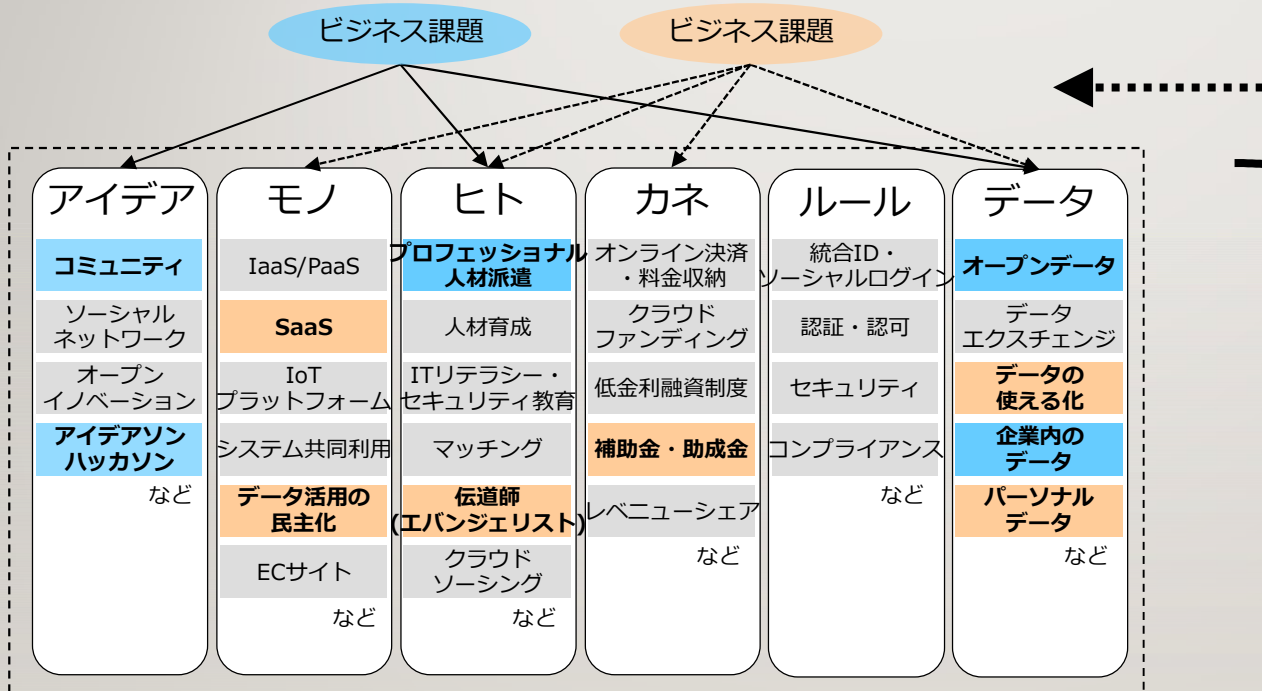 ビジネス課題
ビジネス課題
アイデア
コミュニティ
ソーシャル
ネットワーク
オープン
イノベーション
アイデアソン
ハッカソン
など
モノ
IaaS/PaaS
SaaS
IoT
プラットフォーム
システム共同利用
データ活用の
民主化
ECサイト
など
ヒト
プロフェッショナル
人材派遣
人材育成
ITリテラシー・
セキュリティ教育
マッチング
伝道師
(エバンジェリスト)
クラウド
ソーシング
など
カネ
オンライン決済
・料金収納
クラウド
ファンディング
低金利融資制度
補助金・助成金
レベニューシェア
など
ルール
統合ID・
ソーシャルログイン
認証・認可
セキュリティ
コンプライアンス
など
データ
オープンデータ
データ
エクスチェンジ
データの
使える化
企業内の
データ
パーソナル
データ
など